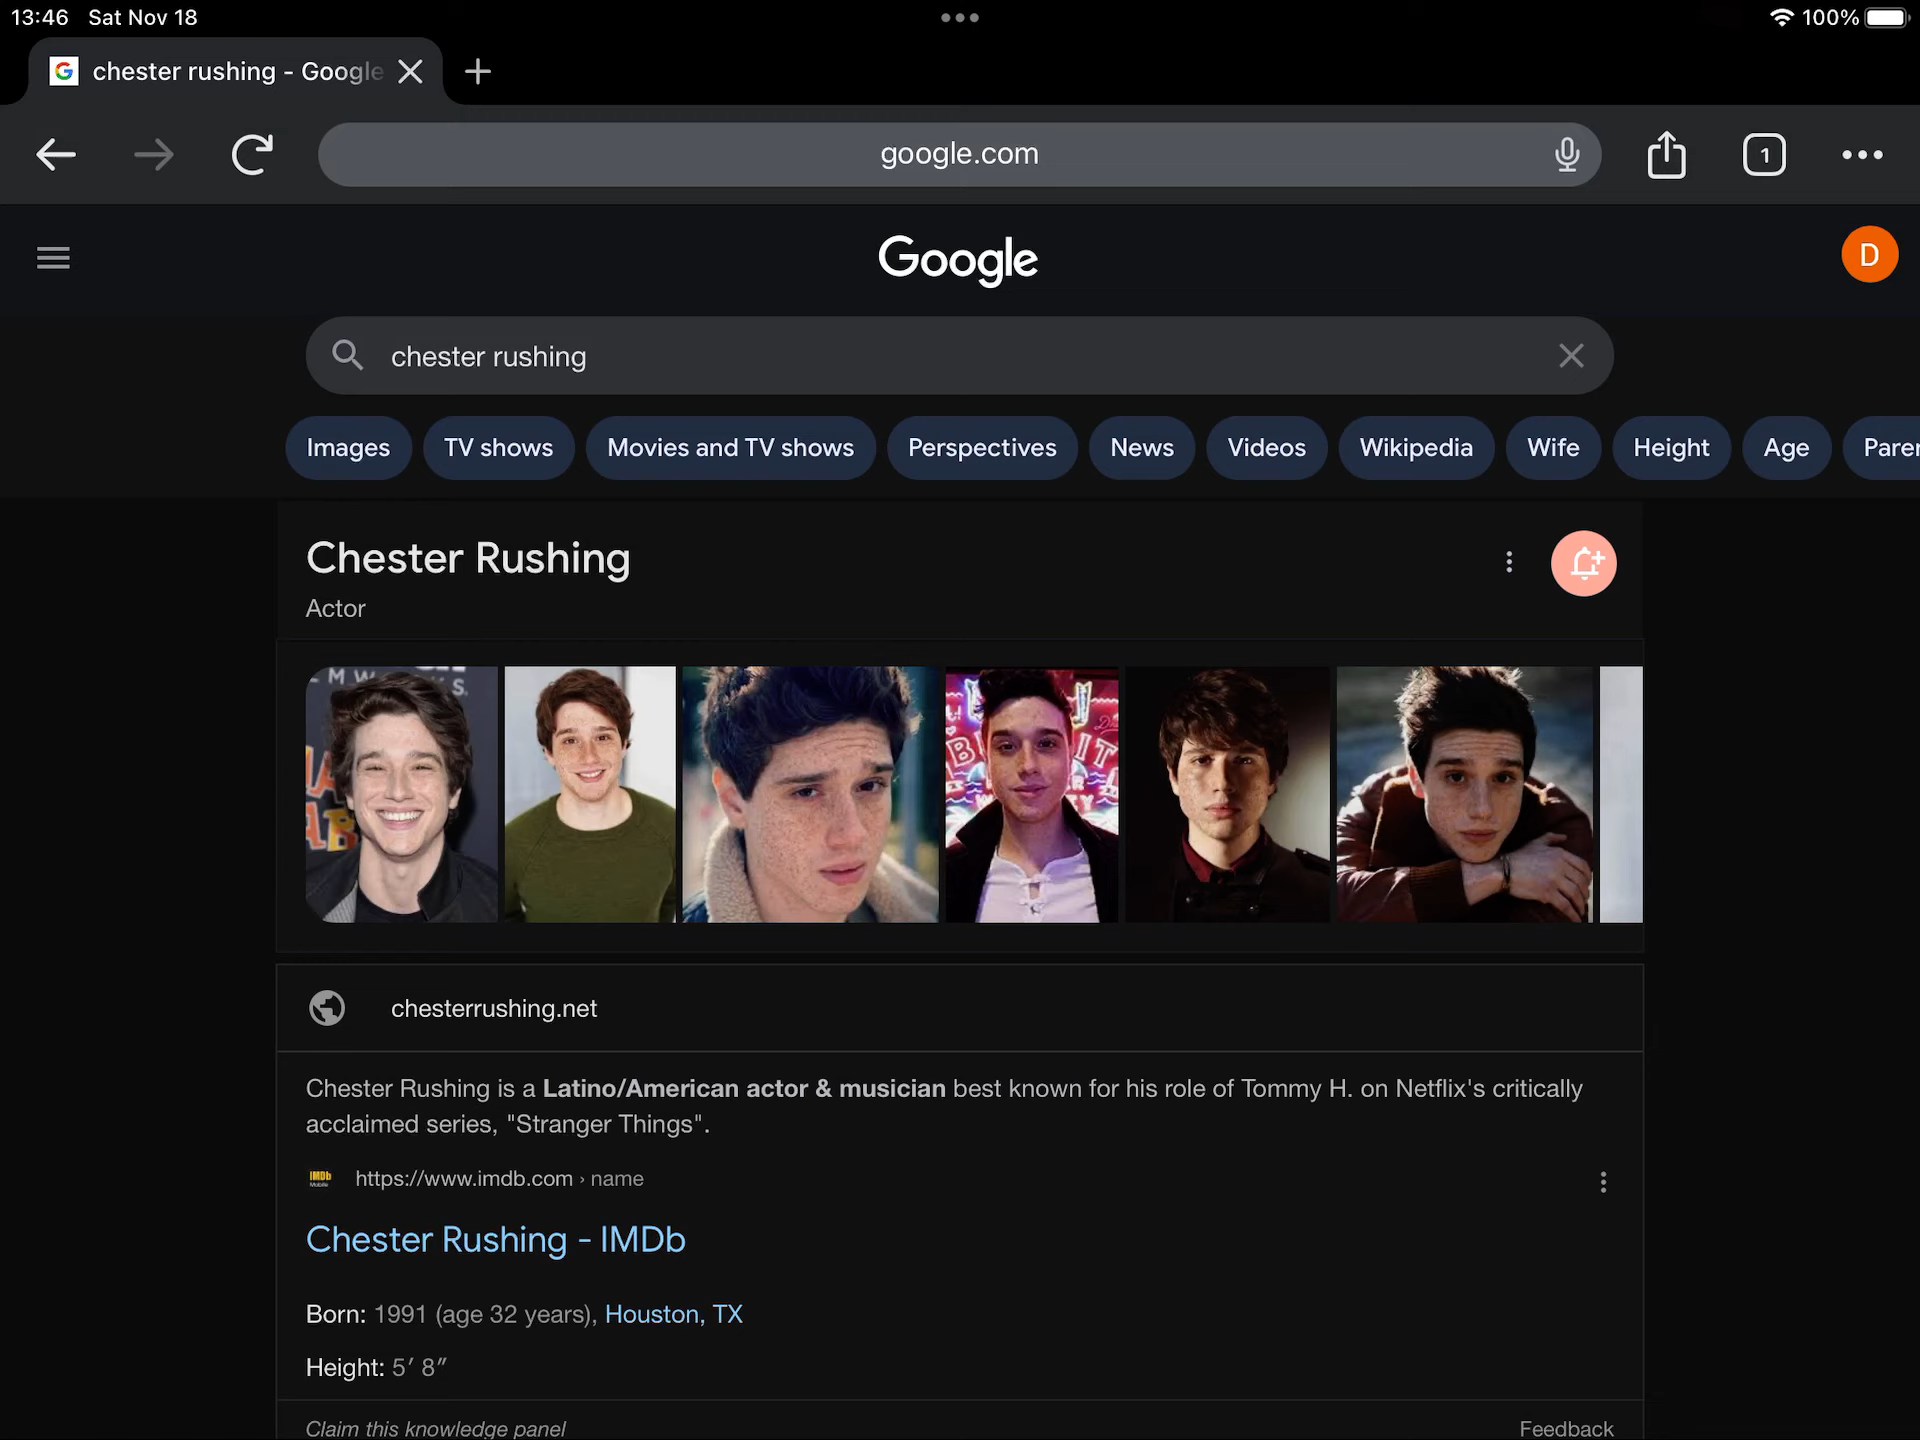 13:46 Sat Nov 18
100%
chester rushing - Google
google.com
1
Google
D
chester rushing
Images TV shows Movies and TV shows Perspectives News Videos Wikipedia Wife Height Age Paren
Chester Rushing
Actor
chesterrushing.net
Chester Rushing is a Latino/American actor & musician best known for his role of Tommy H. on Netflix's critically
acclaimed series, "Stranger Things".
IMDb
https://www.imdb.com › name
Chester Rushing - IMDb
Born: 1991 (age 32 years), Houston, TX
Height: 5′ 8″
Claim this knowledge panel
Feedback